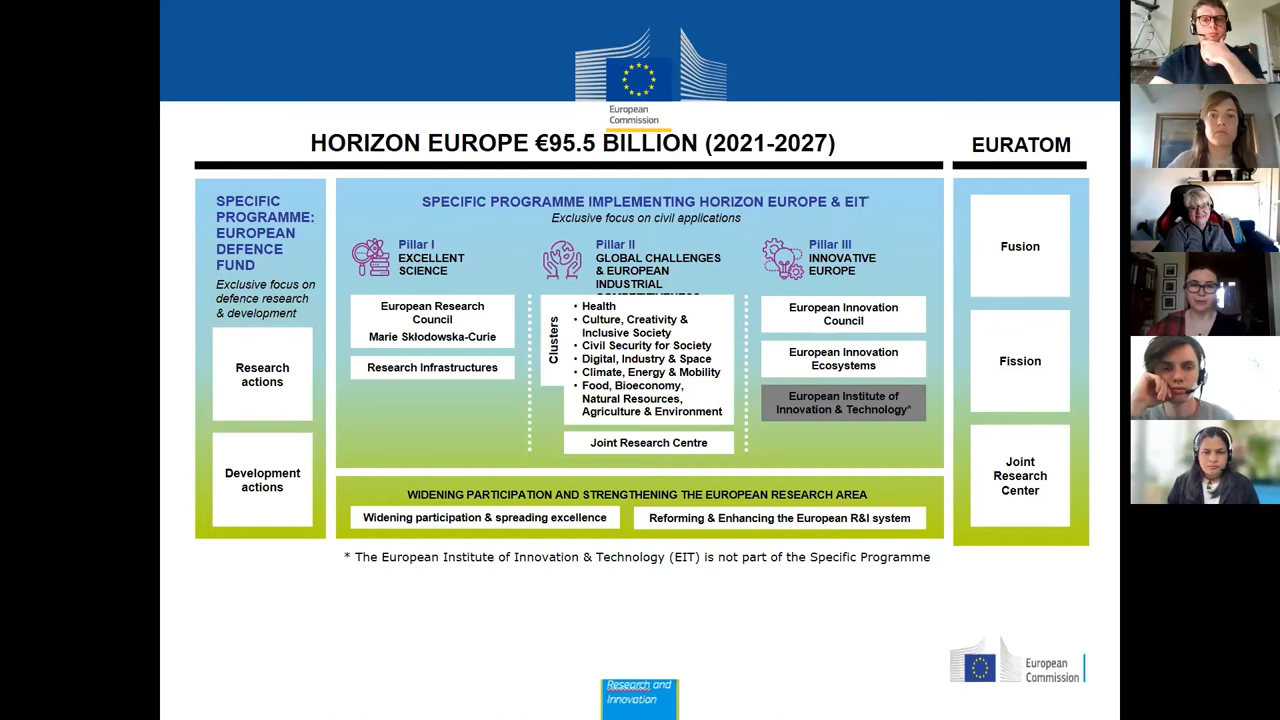 European
Commission
HORIZON EUROPE €95.5 BILLION (2021-2027)
EURATOM
SPECIFIC
PROGRAMME:
EUROPEAN
DEFENCE
FUND
Exclusive focus on
defence research
& development
Research
actions
Development
actions
SPECIFIC PROGRAMME IMPLEMENTING HORIZON EUROPE & EIT*
Exclusive focus on civil applications
Pillar I
EXCELLENT
SCIENCE
European Research
Council
Marie Skłodowska-Curie
Research Infrastructures
Pillar II
GLOBAL CHALLENGES
& EUROPEAN
INDUSTRIAL
COMPETITIVENESS
Clusters
• Health
• Culture, Creativity &
Inclusive Society
• Civil Security for Society
• Digital, Industry & Space
• Climate, Energy & Mobility
• Food, Bioeconomy,
Natural Resources,
Agriculture & Environment
Joint Research Centre
Pillar III
INNOVATIVE
EUROPE
European Innovation
Council
European Innovation
Ecosystems
European Institute of
Innovation & Technology*
WIDENING PARTICIPATION AND STRENGTHENING THE EUROPEAN RESEARCH AREA
Widening participation & spreading excellence
Reforming & Enhancing the European R&I system
Fusion
Fission
Joint
Research
Center
* The European Institute of Innovation & Technology (EIT) is not part of the Specific Programme
European
Commission
Research and
Innovation